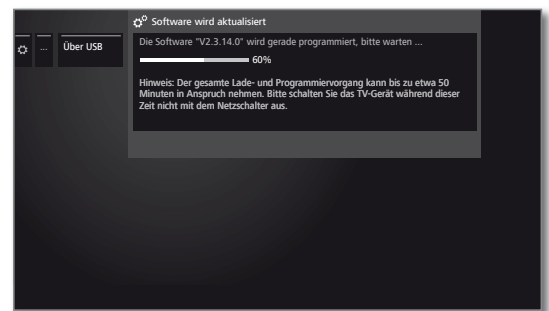 Software wird aktualisiert
... Über USB
Die Software "V2.3.14.0" wird gerade programmiert, bitte warten ...
60%
Hinweis: Der gesamte Lade- und Programmiervorgang kann bis zu etwa 50
Minuten in Anspruch nehmen. Bitte schalten Sie das TV-Gerät während dieser
Zeit nicht mit dem Netzschalter aus.